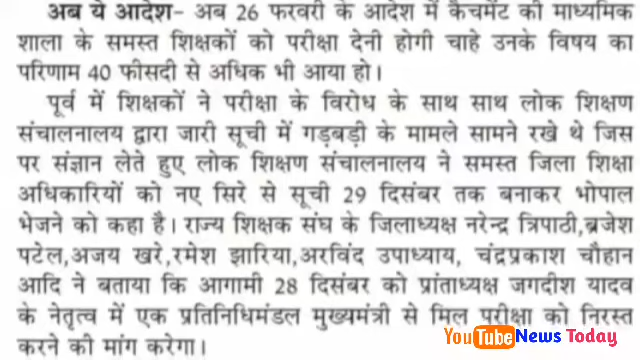 अब ये आदेश- अब 26 फरवरी के आदेश में कैचमेंट की माध्यमिक
शाला के समस्त शिक्षकों को परीक्षा देनी होगी चाहे उनके विषय का
परिणाम 40 फीसदी से अधिक भी आया हो।
पूर्व में शिक्षकों ने परीक्षा के विरोध के साथ साथ लोक शिक्षण
संचालनालय द्वारा जारी सूची में गड़बड़ी के मामले सामने रखे थे जिस
पर संज्ञान लेते हुए लोक शिक्षण संचालनालय ने समस्त जिला शिक्षा
अधिकारियों को नए सिरे से सूची 29 दिसंबर तक बनाकर भोपाल
भेजने को कहा है। राज्य शिक्षक संघ के जिलाध्यक्ष नरेन्द्र त्रिपाठी,ब्रजेश
पटेल,अजय खरे,रमेश झारिया,अरविंद उपाध्याय, चंद्रप्रकाश चौहान
आदि ने बताया कि आगामी 28 दिसंबर को प्रांताध्यक्ष जगदीश यादव
के नेतृत्व में एक प्रतिनिधिमंडल मुख्यमंत्री से मिल परीक्षा को निरस्त
करने की मांग करेगा।
YouTubeNews Today